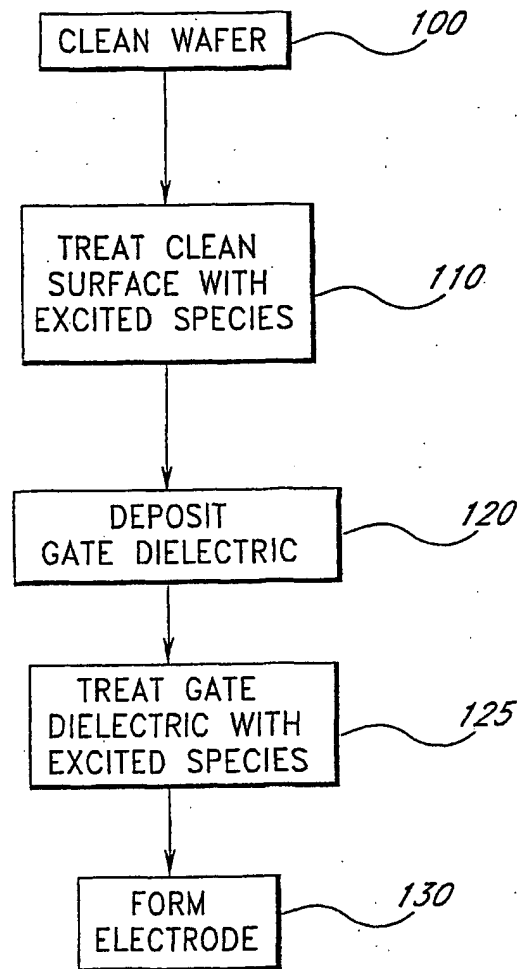 CLEAN WAFER
100
TREAT CLEAN
SURFACE WITH
EXCITED SPECIES
110
DEPOSIT
GATE DIELECTRIC
120
TREAT GATE
DIELECTRIC WITH
EXCITED SPECIES
125
FORM
ELECTRODE
130